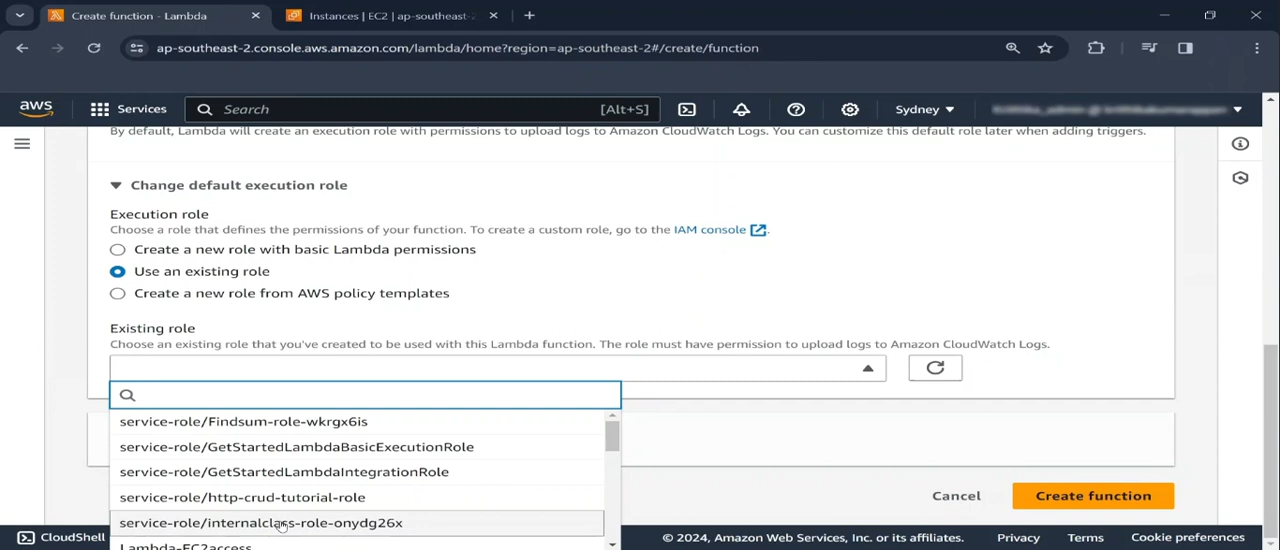 Create function - Lambda
Instances | EC2 | ap-southeast-2
ap-southeast-2.console.aws.amazon.com/lambda/home?region=ap-southeast-2#/create/function
aws Services Search [Alt+S] Sydney
By default, Lambda will create an execution role with permissions to upload logs to Amazon CloudWatch Logs. You can customize this default role later when adding triggers.
Change default execution role
Execution role
Choose a role that defines the permissions of your function. To create a custom role, go to the IAM console.
Create a new role with basic Lambda permissions
Use an existing role
Create a new role from AWS policy templates
Existing role
Choose an existing role that you've created to be used with this Lambda function. The role must have permission to upload logs to Amazon CloudWatch Logs.
service-role/Findsum-role-wkrgx6is
service-role/GetStartedLambdaBasicExecutionRole
service-role/GetStartedLambdaIntegrationRole
service-role/http-crud-tutorial-role
service-role/internalclass-role-onydg26x
Lambda-EC2access
Cancel Create function
CloudShell
© 2024, Amazon Web Services, Inc. or its affiliates. Privacy Terms Cookie preferences